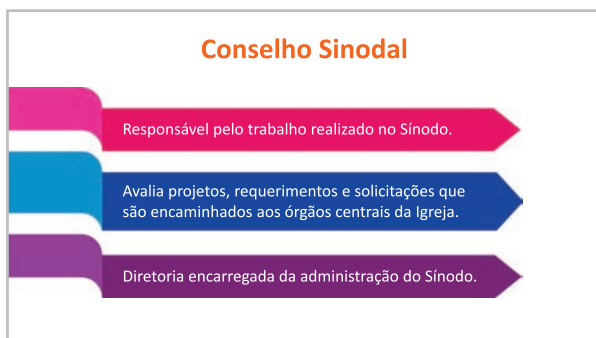 Conselho Sinodal
Responsável pelo trabalho realizado no Sínodo.
Avalia projetos, requerimentos e solicitações que
são encaminhados aos órgãos centrais da Igreja.
Diretoria encarregada da administração do Sínodo.